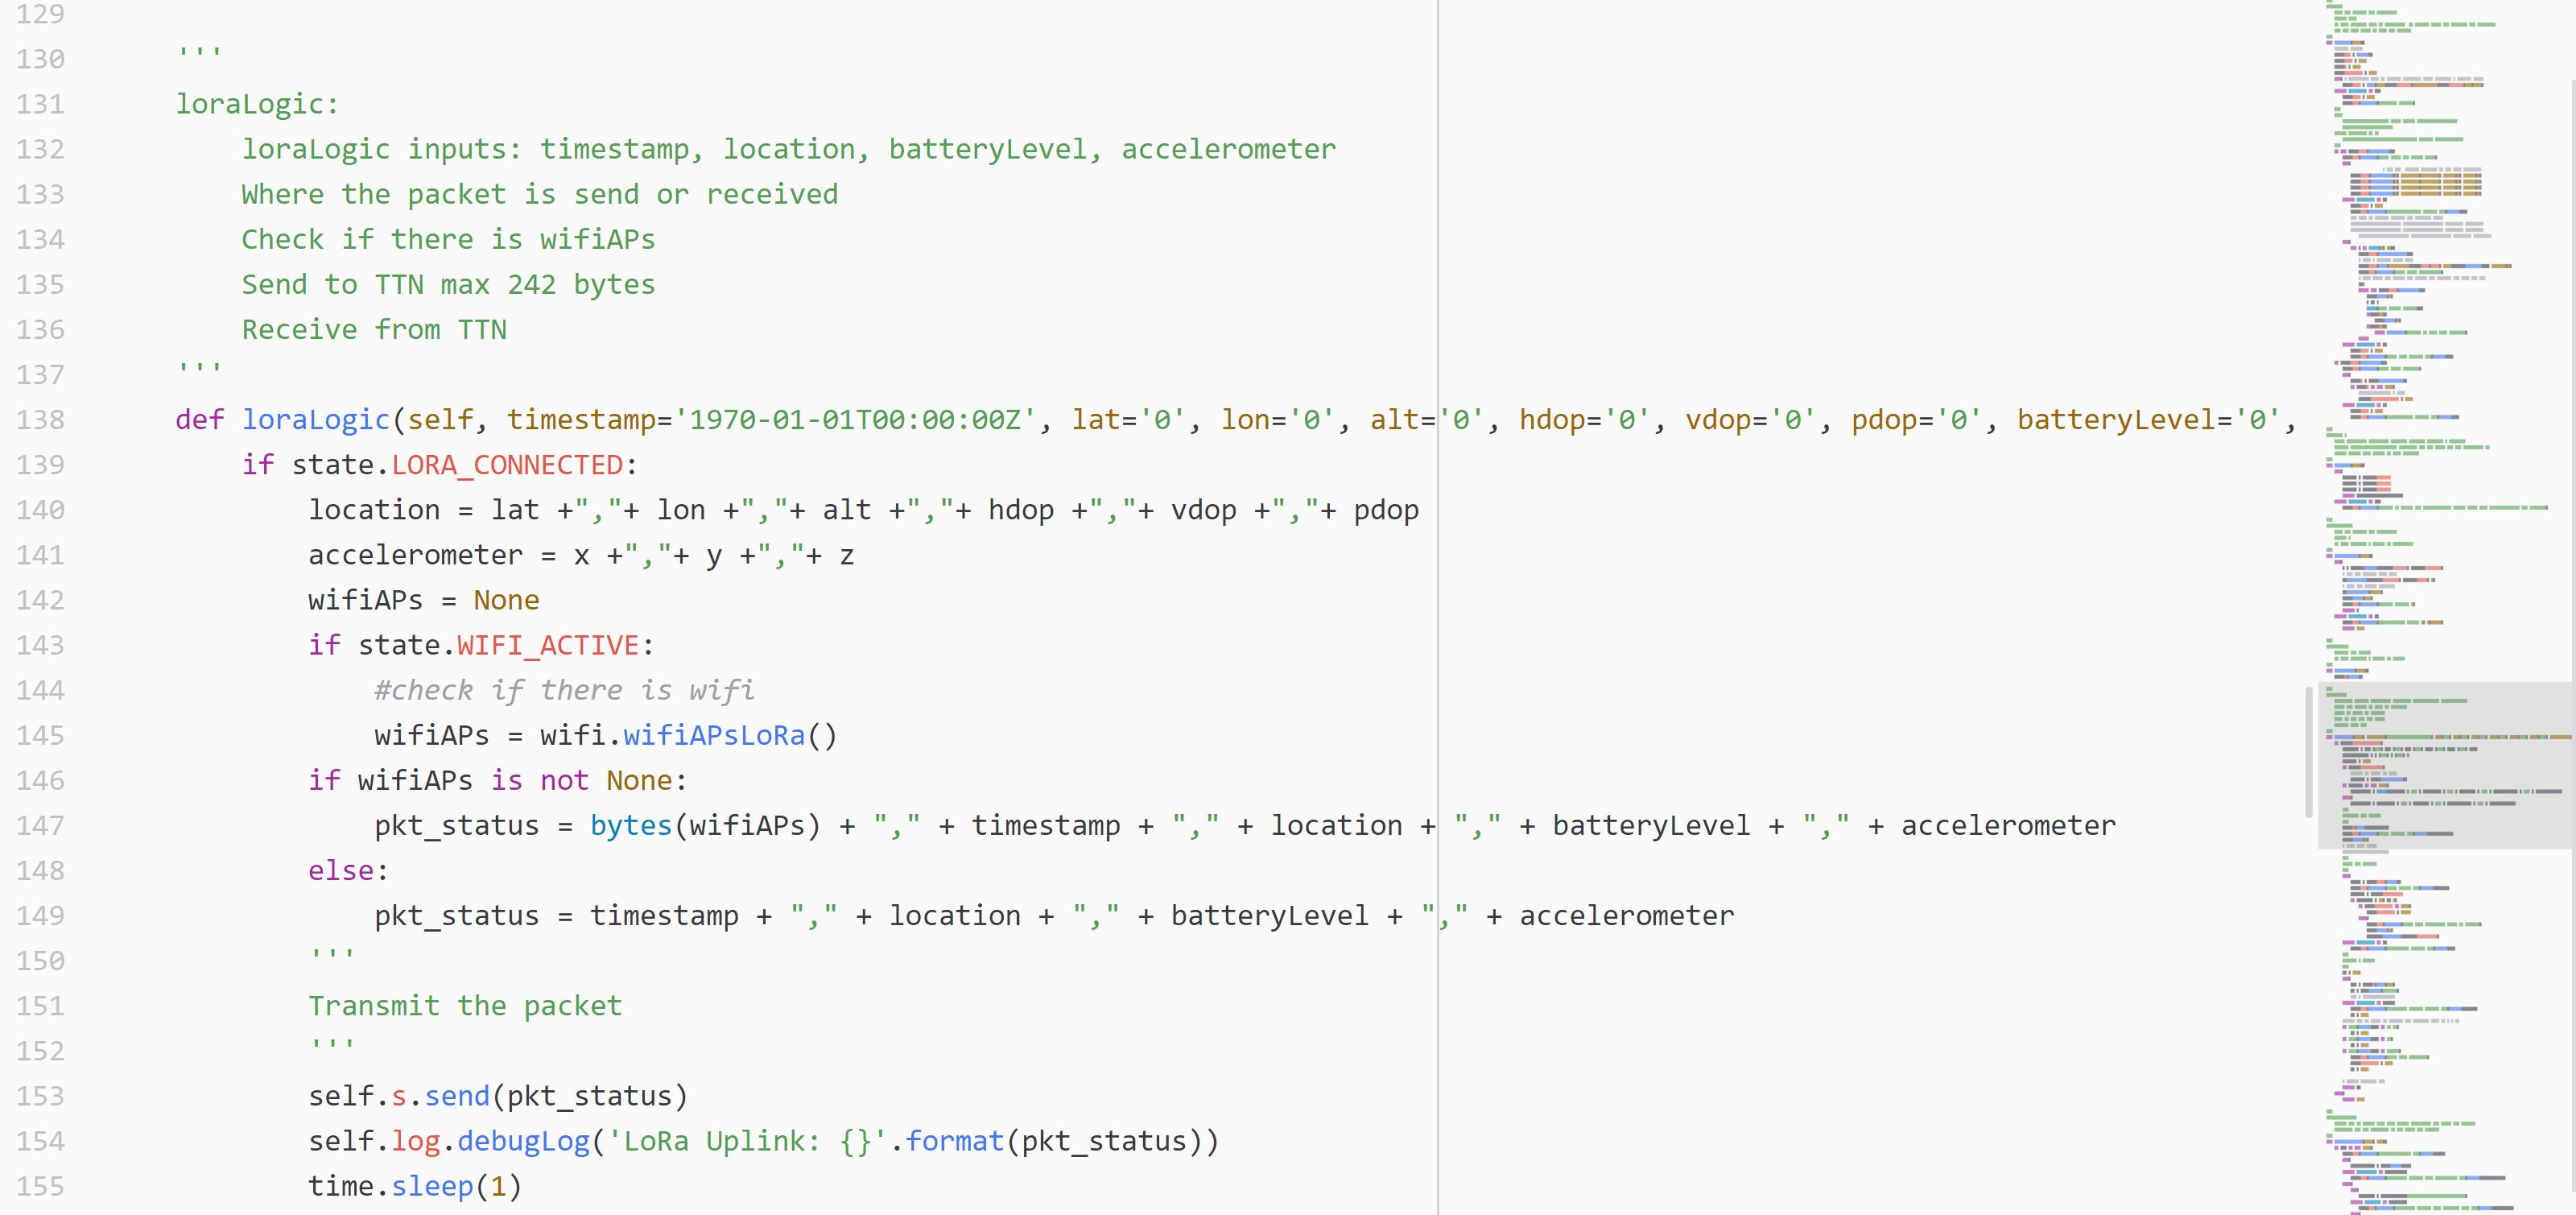 129
130 '''
131 loraLogic:
132 loraLogic inputs: timestamp, location, batteryLevel, accelerometer
133 Where the packet is send or received
134 Check if there is wifiAPs
135 Send to TTN max 242 bytes
136 Receive from TTN
137 '''
138 def loraLogic(self, timestamp='1970-01-01T00:00:00Z', lat='0', lon='0', alt='0', hdop='0', vdop='0', pdop='0', batteryLevel='0',
139 if state.LORA_CONNECTED:
140 location = lat +","+ lon +","+ alt +","+ hdop +","+ vdop +","+ pdop
141 accelerometer = x +","+ y +","+ z
142 wifiAPs = None
143 if state.WIFI_ACTIVE:
144 #check if there is wifi
145 wifiAPs = wifi.wifiAPsLoRa()
146 if wifiAPs is not None:
147 pkt_status = bytes(wifiAPs) + "," + timestamp + "," + location + "," + batteryLevel + "," + accelerometer
148 else:
149 pkt_status = timestamp + "," + location + "," + batteryLevel + "," + accelerometer
150 '''
151 Transmit the packet
152 '''
153 self.s.send(pkt_status)
154 self.log.debugLog('LoRa Uplink: {}'.format(pkt_status))
155 time.sleep(1)